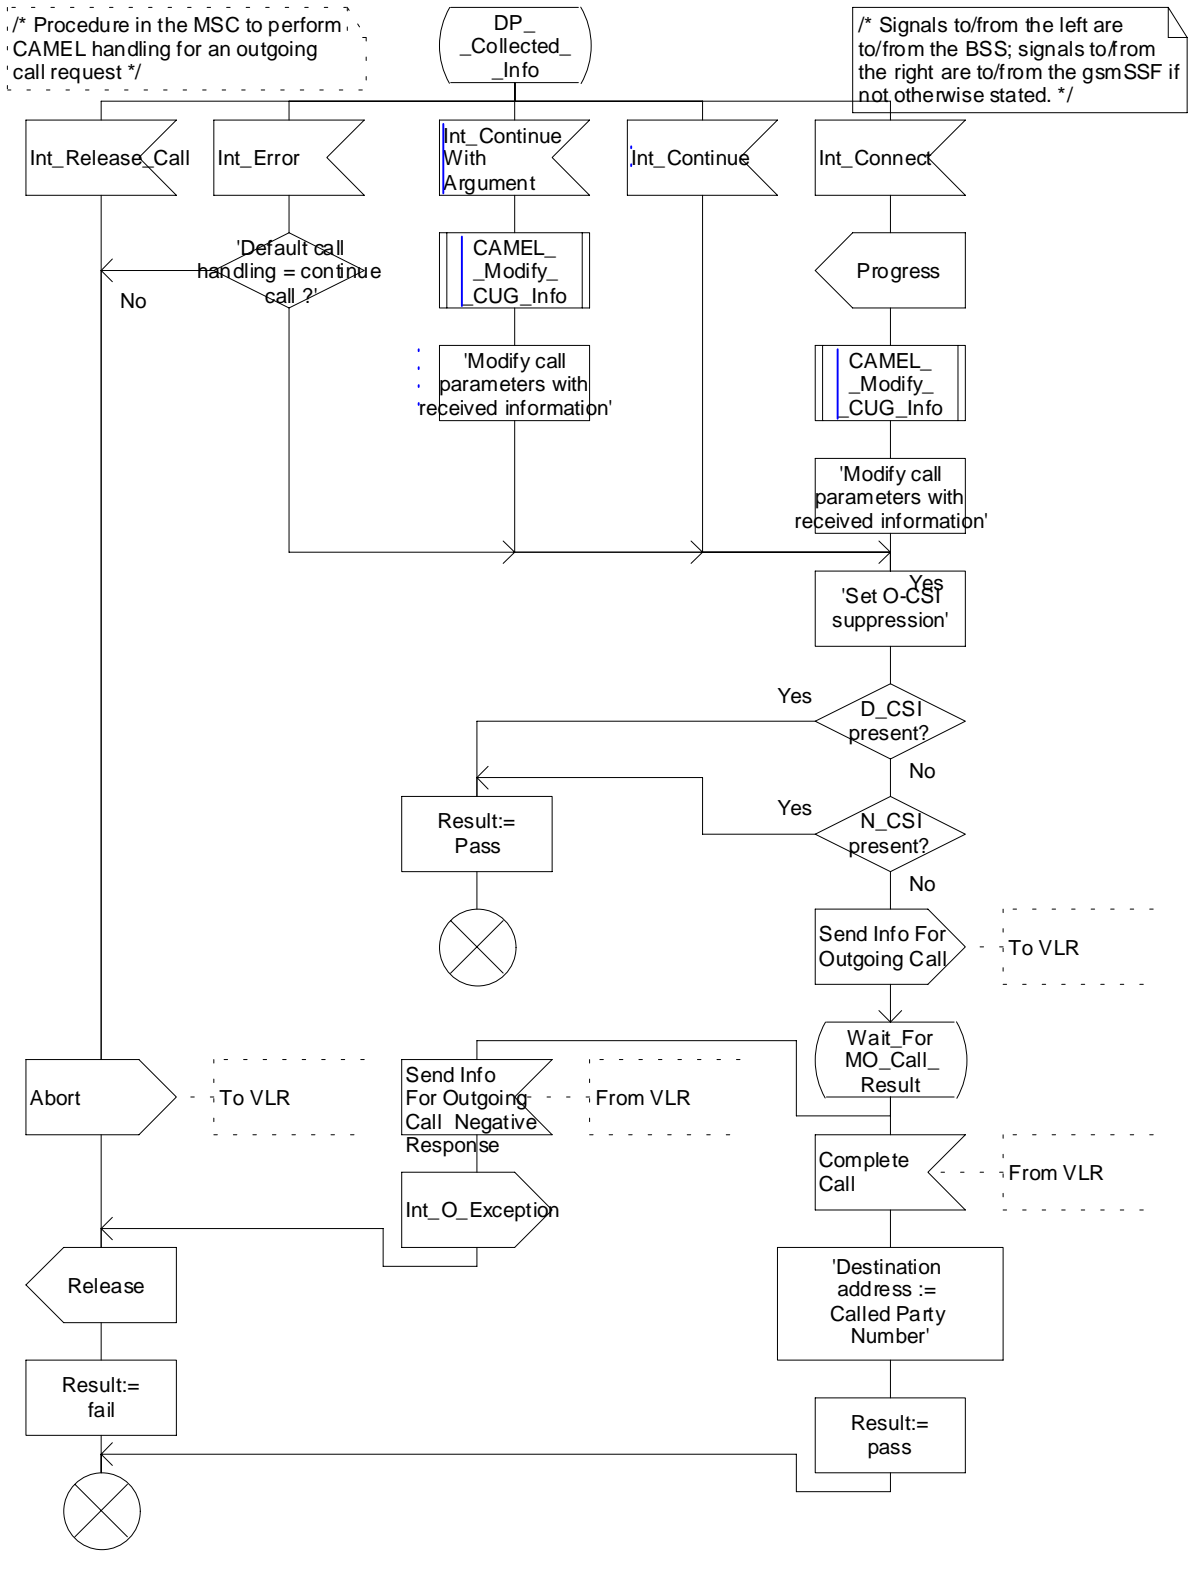 /* Procedure in the MSC to perform
CAMEL handling for an outgoing
call request */
DP_
_Collected_
_Info
/* Signals to/from the left are
to/from the BSS; signals to/from
the right are to/from the gsmSSF if
not otherwise stated. */
Int_Release_Call
Int_Error
Int_Continue
With
Argument
Int_Continue
Int_Connect
'Default call
handling = continue
call ?'
No
CAMEL_
_Modify_
_CUG_Info
Progress
'Modify call
parameters with
received information'
CAMEL_
_Modify_
_CUG_Info
'Modify call
parameters with
received information'
Yes
'Set O-CSI
suppression'
Yes
D_CSI
present?
No
Yes
N_CSI
present?
No
Result:=
Pass
Send Info For
Outgoing Call
To VLR
Wait_For
MO_Call_
Result
Abort
To VLR
Send Info
For Outgoing
Call Negative
Response
From VLR
Complete
Call
From VLR
Int_O_Exception
Release
'Destination
address :=
Called Party
Number'
Result:=
fail
Result:=
pass